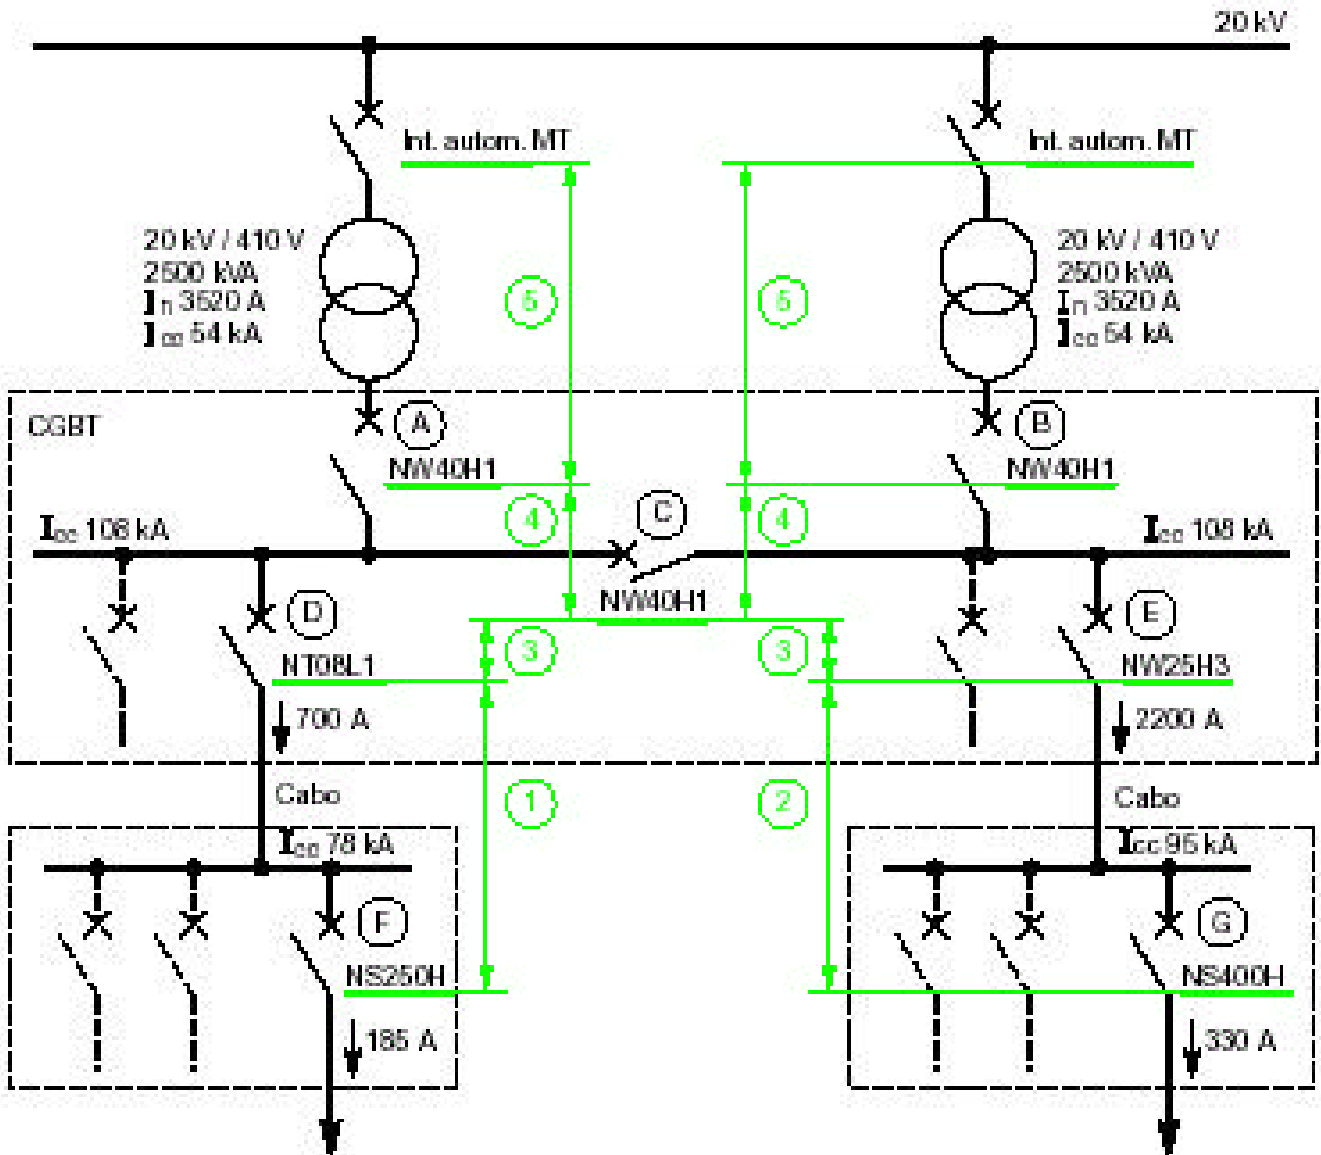 20 kV
Int. autom. MT
Int. autom. MT
20 kV / 410 V
2500 kVA
In 3520 A
Icc 54 kA
20 kV / 410 V
2500 kVA
In 3520 A
Icc 54 kA
5
5
CGBT
A
B
NW40H1
NW40H1
4
C
4
Icc 108 kA
Icc 108 kA
NW40H1
D
E
3
3
NT08L1
NW25H3
700 A
2200 A
Cabo
1
2
Cabo
Icc 78 kA
Icc 95 kA
F
G
NS250H
NS400H
185 A
330 A